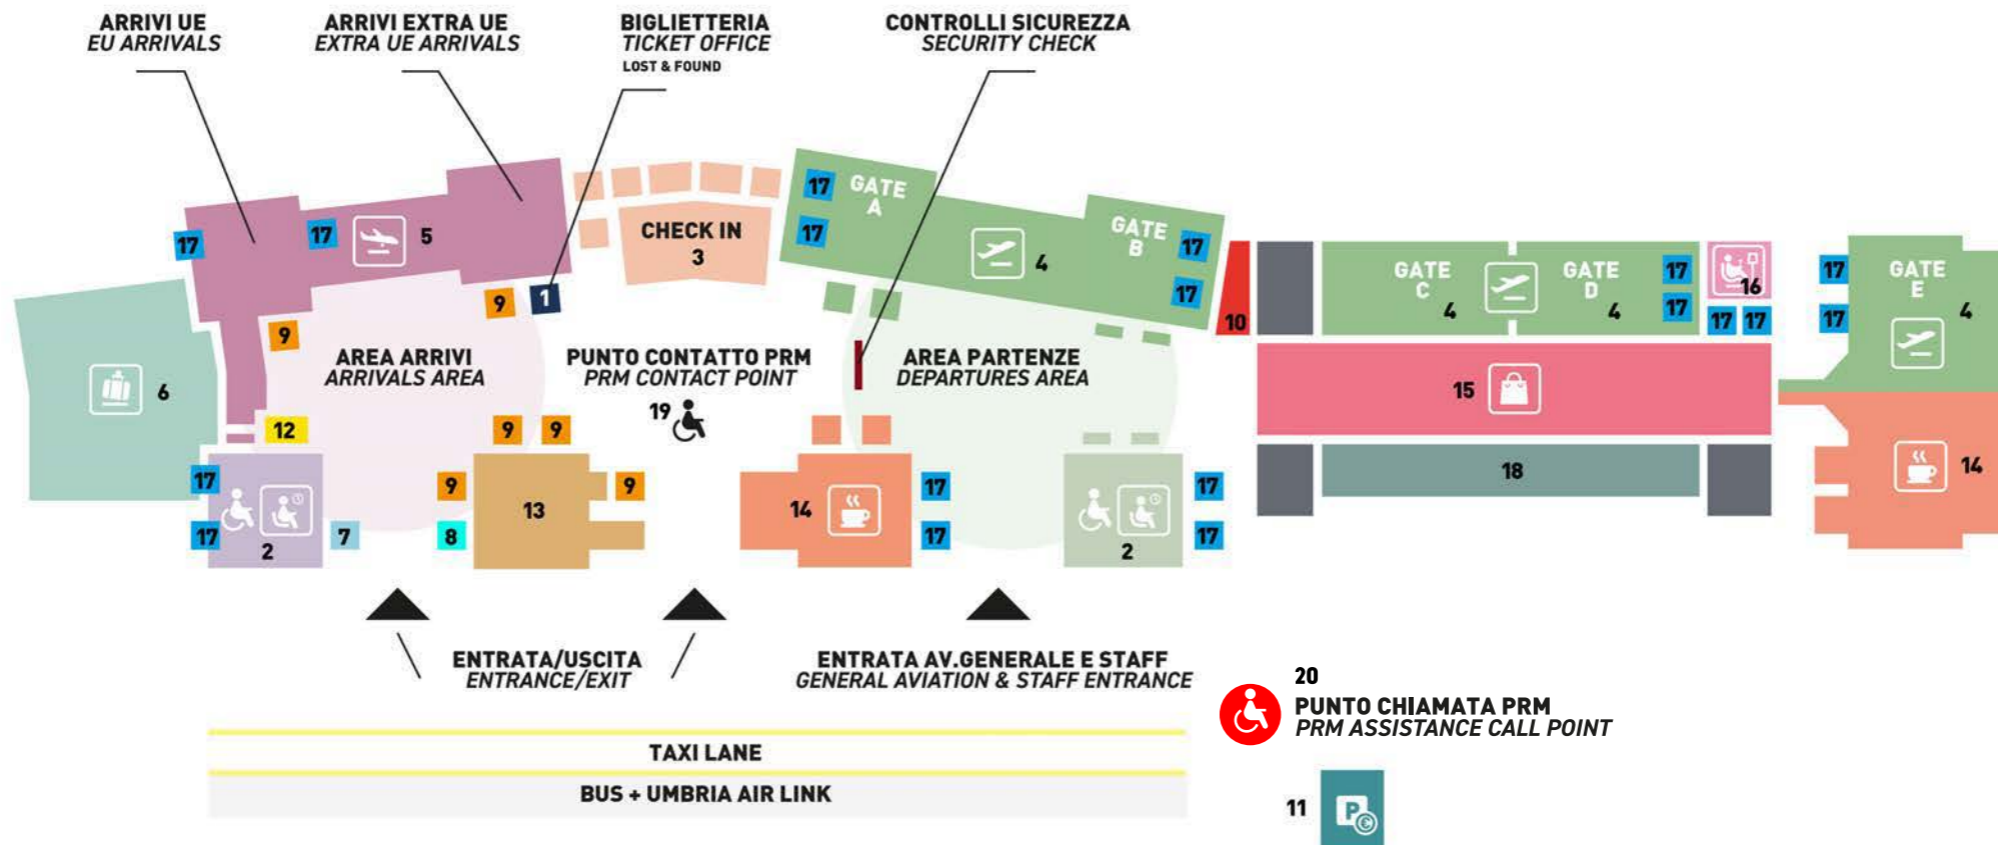 ARRIVI UE
EU ARRIVALS
ARRIVI EXTRA UE
EXTRA UE ARRIVALS
BIGLIETTERIA
TICKET OFFICE
LOST & FOUND
CONTROLLI SICUREZZA
SECURITY CHECK
17
17
5
9
1
9
6
AREA ARRIVI
ARRIVALS AREA
12
17
17
2
7
9
9
9
8
13
9
CHECK IN
3
PUNTO CONTATTO PRM
PRM CONTACT POINT
19
17
GATE
A
17
4
GATE
B
17
17
10
AREA PARTENZE
DEPARTURES AREA
14
17
17
2
17
17
GATE
C
4
GATE
D
4
17
17
16
17
17
15
18
17
17
GATE
E
4
14
ENTRATA/USCITA
ENTRANCE/EXIT
ENTRATA AV.GENERALE E STAFF
GENERAL AVIATION & STAFF ENTRANCE
20
PUNTO CHIAMATA PRM
PRM ASSISTANCE CALL POINT
TAXI LANE
BUS + UMBRIA AIR LINK
11
P
€